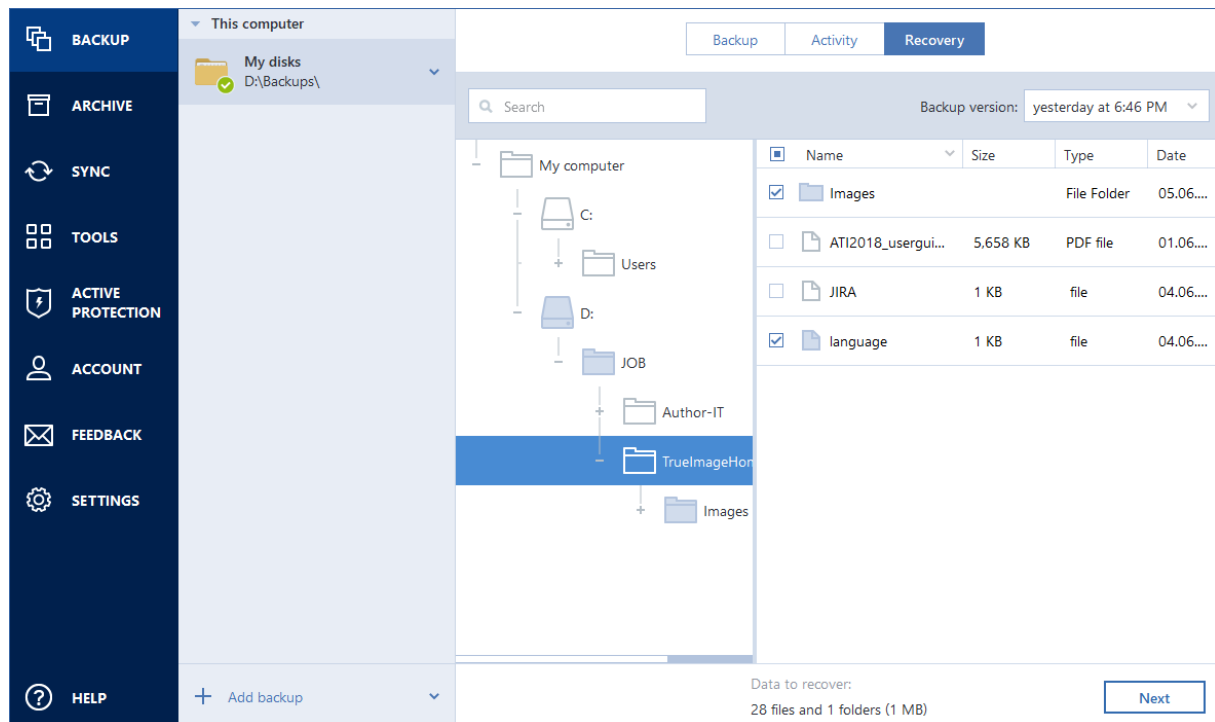 BACKUP
ARCHIVE
SYNC
TOOLS
ACTIVE
PROTECTION
ACCOUNT
FEEDBACK
SETTINGS
HELP
This computer
My disks
D:\Backups\
Add backup
Backup Activity Recovery
Search
Backup version: yesterday at 6:46 PM
My computer
C:
Users
D:
JOB
Author-IT
TrueImageHon
Images
Name Size Type Date
Images File Folder 05.06....
ATI2018_usergui... 5,658 KB PDF file 01.06....
JIRA 1 KB file 04.06....
language 1 KB file 04.06....
Data to recover:
28 files and 1 folders (1 MB)
Next